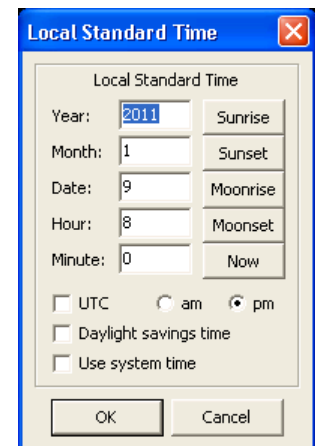 Local Standard Time
Local Standard Time
Year: 2011 Sunrise
Month: 1 Sunset
Date: 9 Moonrise
Hour: 8 Moonset
Minute: 0 Now
UTC am pm
Daylight savings time
Use system time
OK Cancel